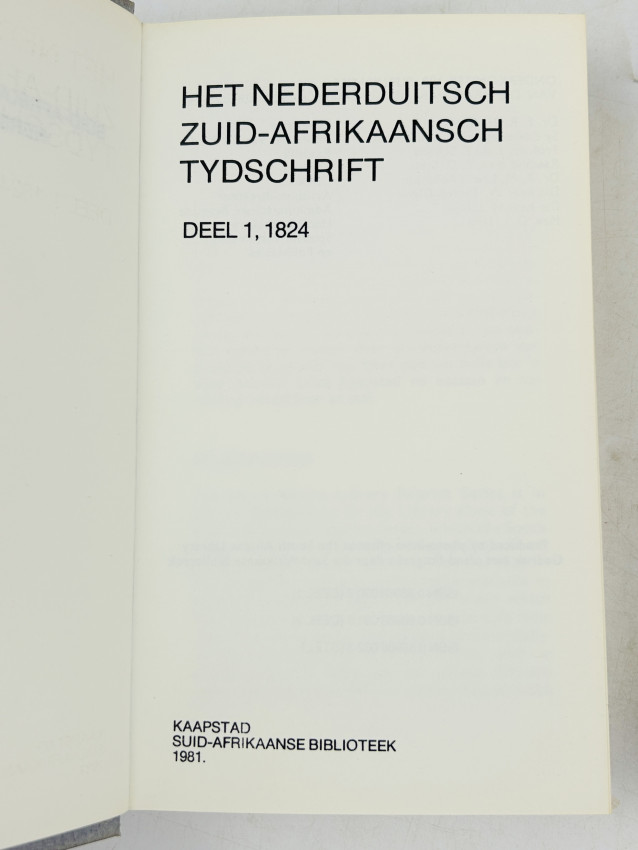 HET NEDERDUITSCH
ZUID-AFRIKAANSCH
TYDSCHRIFT
DEEL 1, 1824
KAAPSTAD
SUID-AFRIKAANSE BIBLIOTEEK
1981.